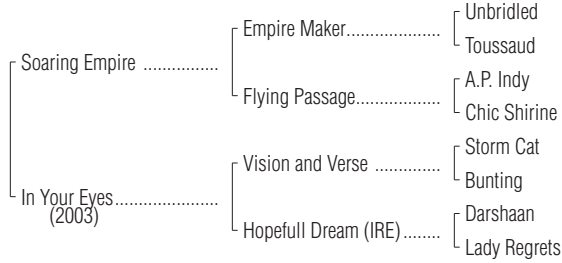 Unbridled
Empire Maker.....................
Toussaud
Soaring Empire ................
A.P. Indy
Flying Passage...................
Chic Shirine
Storm Cat
Vision and Verse ...............
Bunting
In Your Eyes.......................
(2003)
Darshaan
Hopefull Dream (IRE)........
Lady Regrets